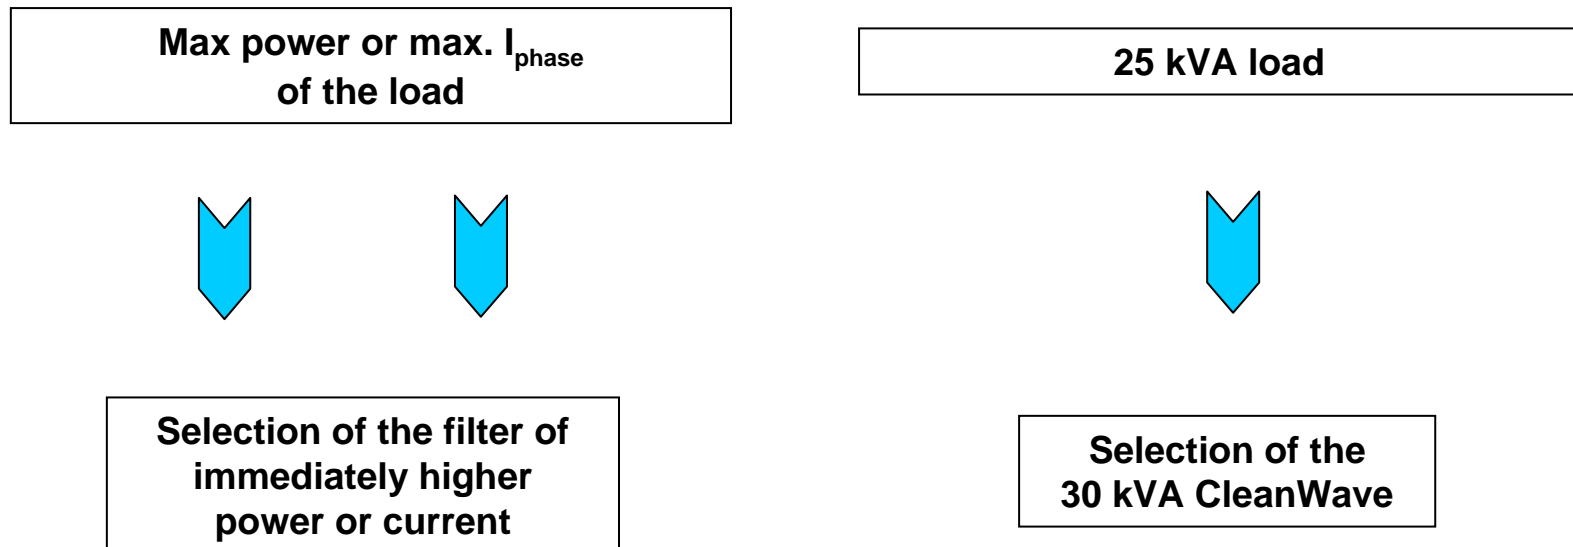 Max power or max. Iphase
of the load
25 kVA load
Selection of the filter of
immediately higher
power or current
Selection of the
30 kVA CleanWave